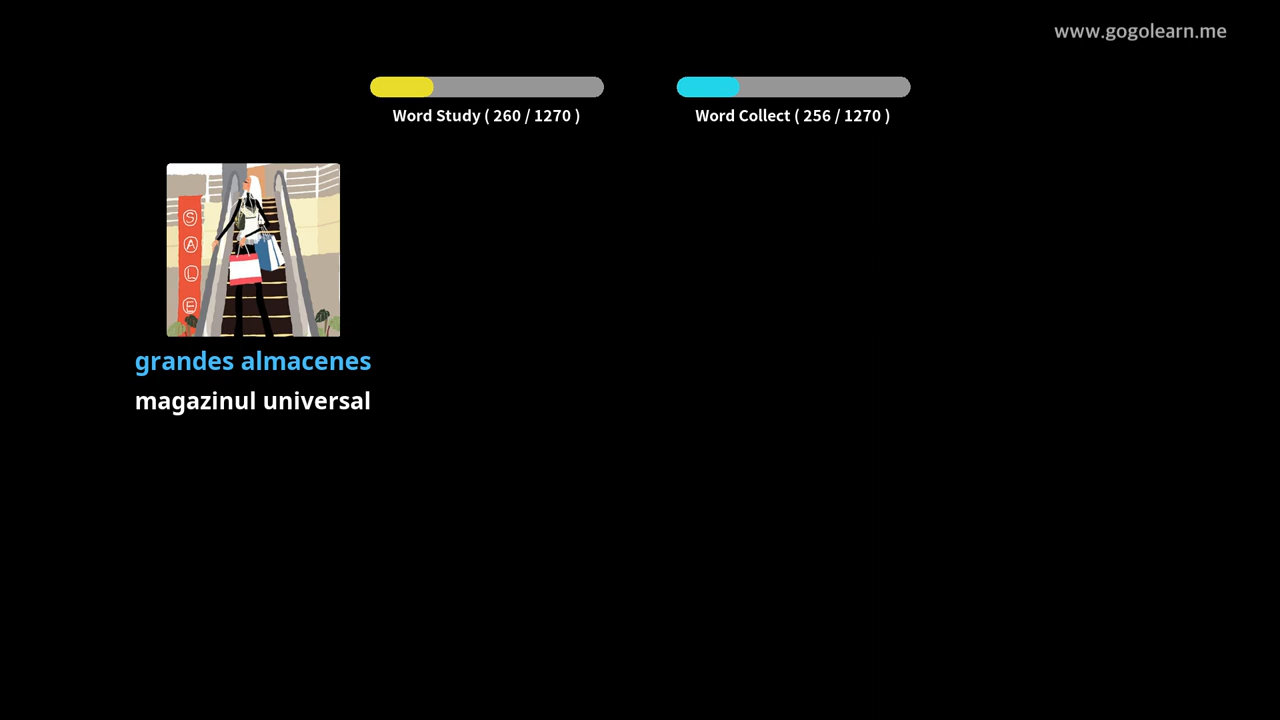 www.gogolearn.me
Word Study ( 260 / 1270 )
Word Collect ( 256 / 1270 )
S
A
L
E
grandes almacenes
magazinul universal